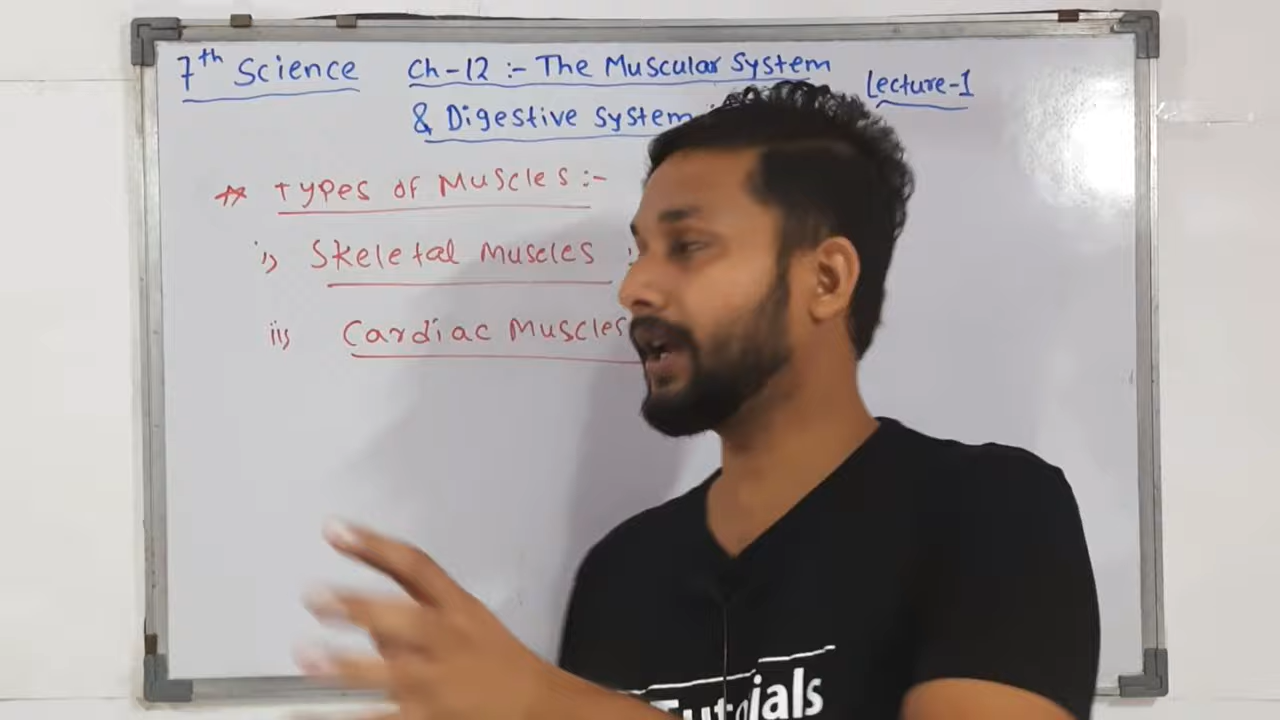 7th Science Ch-12 :- The Muscular System Lecture-1
& Digestive System
* Types of Muscles :-
i) Skeletal Muscles :
ii) Cardiac Muscles
Tutorials